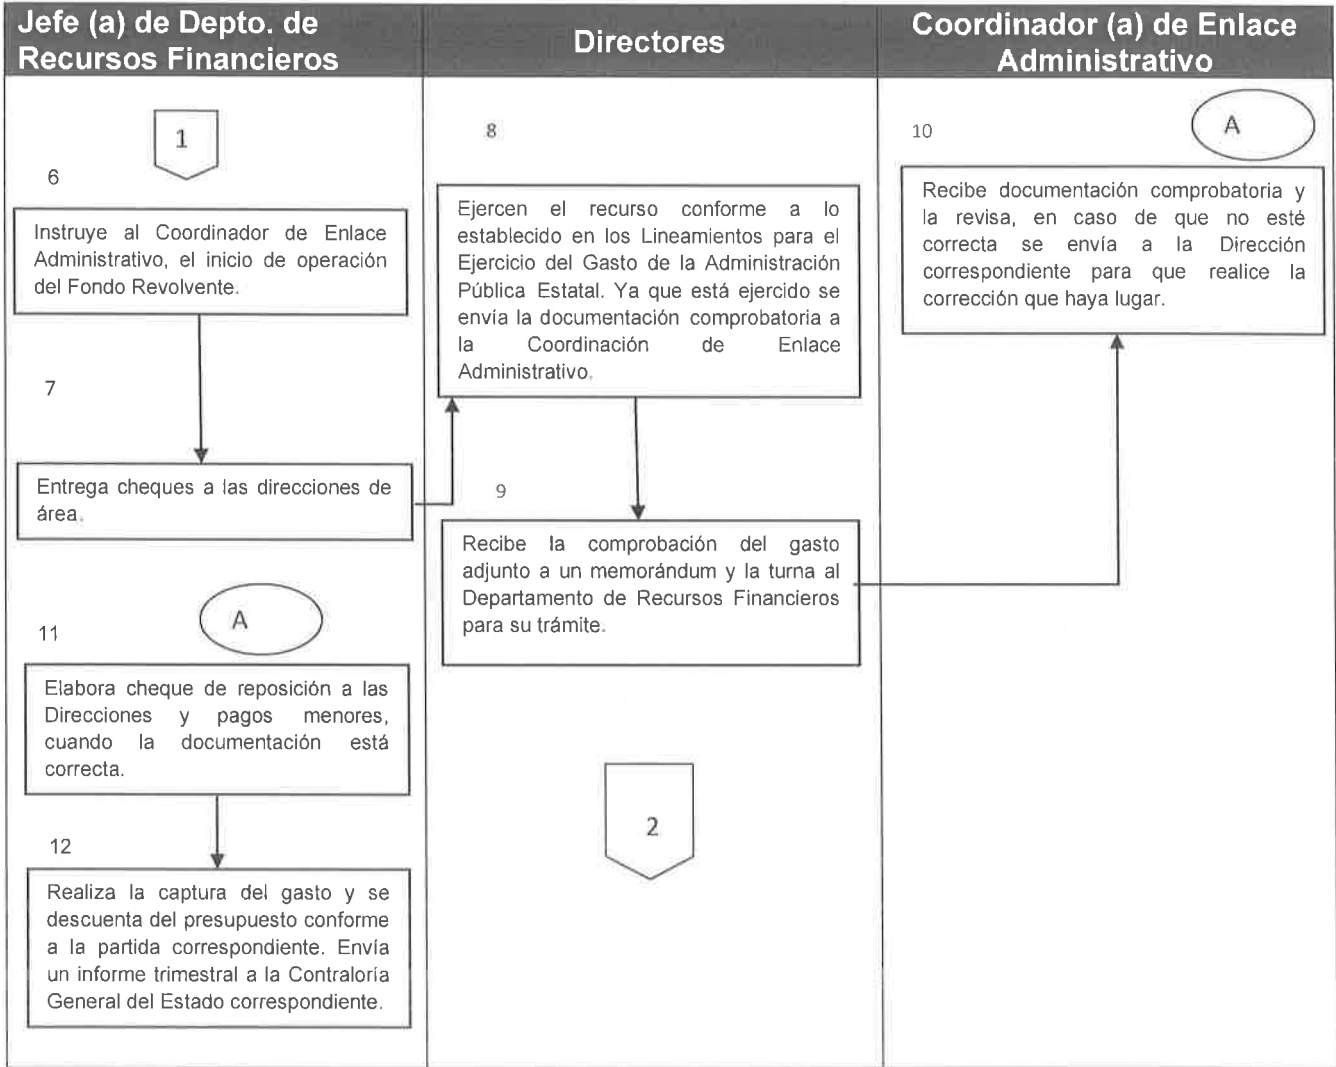 Jefe (a) de Depto. de
Recursos Financieros
Directores
Coordinador (a) de Enlace
Administrativo
1
6
Instruye al Coordinador de Enlace
Administrativo, el inicio de operación
del Fondo Revolvente.
7
Entrega cheques a las direcciones de
área.
A
11
Elabora cheque de reposición a las
Direcciones y pagos menores,
cuando la documentación está
correcta.
12
Realiza la captura del gasto y se
descuenta del presupuesto conforme
a la partida correspondiente. Envía
un informe trimestral a la Contraloría
General del Estado correspondiente.
8
Ejercen el recurso conforme a lo
establecido en los Lineamientos para el
Ejercicio del Gasto de la Administración
Pública Estatal. Ya que está ejercido se
envía la documentación comprobatoria a
la Coordinación de Enlace
Administrativo.
9
Recibe la comprobación del gasto
adjunto a un memorándum y la turna al
Departamento de Recursos Financieros
para su trámite.
2
10
A
Recibe documentación comprobatoria y
la revisa, en caso de que no esté
correcta se envía a la Dirección
correspondiente para que realice la
corrección que haya lugar.